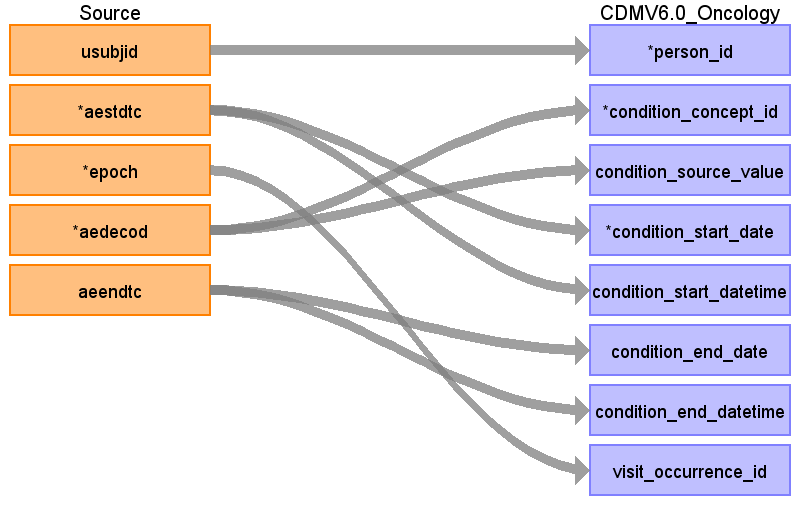 Source
CDMV6.0_Oncology
usubjid
*person_id
*aestdtc
*condition_concept_id
*epoch
condition_source_value
*aedecod
*condition_start_date
aeendtc
condition_start_datetime
condition_end_date
condition_end_datetime
visit_occurrence_id